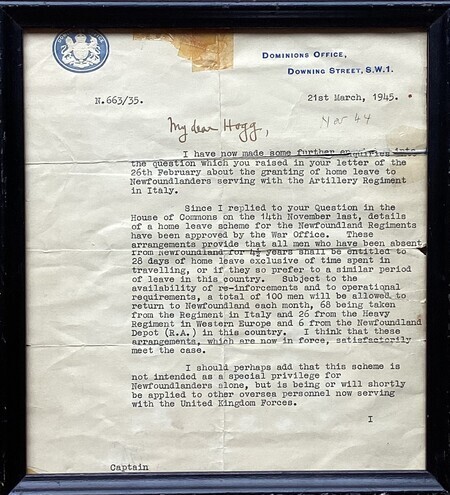 DOMINIONS OFFICE,
DOWNING STREET, S.W.1.
N.663/35.
21st March, 1945.
My dear Hogg,
I have now made some further enquiries into
the question which you raised in your letter of the
26th February about the granting of home leave to
Newfoundlanders serving with the Artillery Regiment
in Italy.
Since I replied to your Question in the
House of Commons on the 14th November last, details
of a home leave scheme for the Newfoundland Regiments
have been approved by the War Office. These
arrangements provide that all men who have been absent
from Newfoundland for 4½ years shall be entitled to
28 days of home leave exclusive of time spent in
travelling, or if they so prefer to a similar period
of leave in this country. Subject to the
availability of re-inforcements and to operational
requirements, a total of 100 men will be allowed to
return to Newfoundland each month, 68 being taken
from the Regiment in Italy and 26 from the Heavy
Regiment in Western Europe and 6 from the Newfoundland
Depot (R.A.) in this country. I think that these
arrangements, which are now in force, satisfactorily
meet the case.
I should perhaps add that this scheme is
not intended as a special privilege for
Newfoundlanders alone, but is being or will shortly
be applied to other oversea personnel now serving
with the United Kingdom Forces.
I
Captain